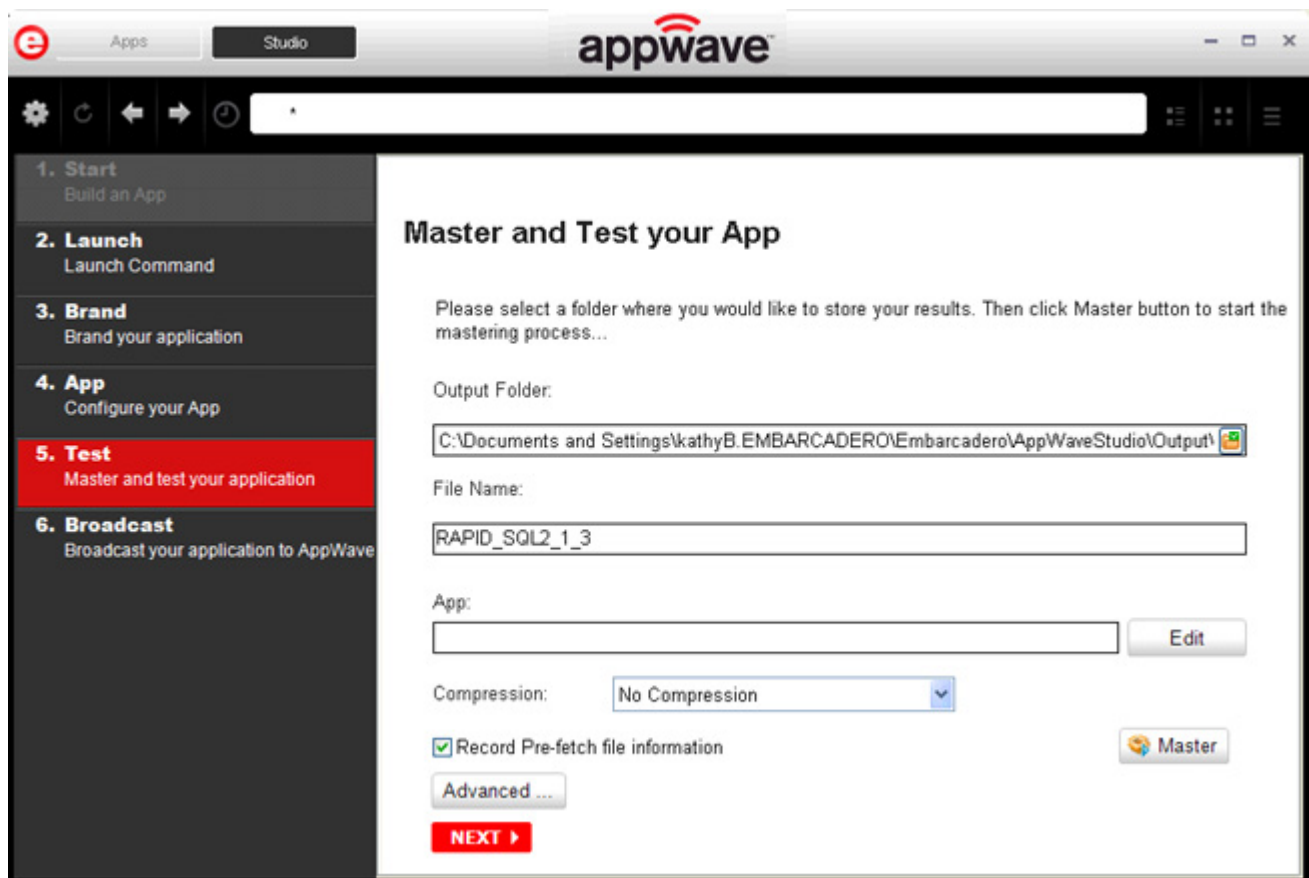 e
Apps
Studio
appwave™
*
1. Start
Build an App
2. Launch
Launch Command
3. Brand
Brand your application
4. App
Configure your App
5. Test
Master and test your application
6. Broadcast
Broadcast your application to AppWave
Master and Test your App
Please select a folder where you would like to store your results. Then click Master button to start the
mastering process...
Output Folder:
C:\Documents and Settings\kathyB.EMBARCADERO\Embarcadero\AppWaveStudio\Output\
File Name:
RAPID_SQL2_1_3
App:
Edit
Compression:
No Compression
Record Pre-fetch file information
Master
Advanced ...
NEXT